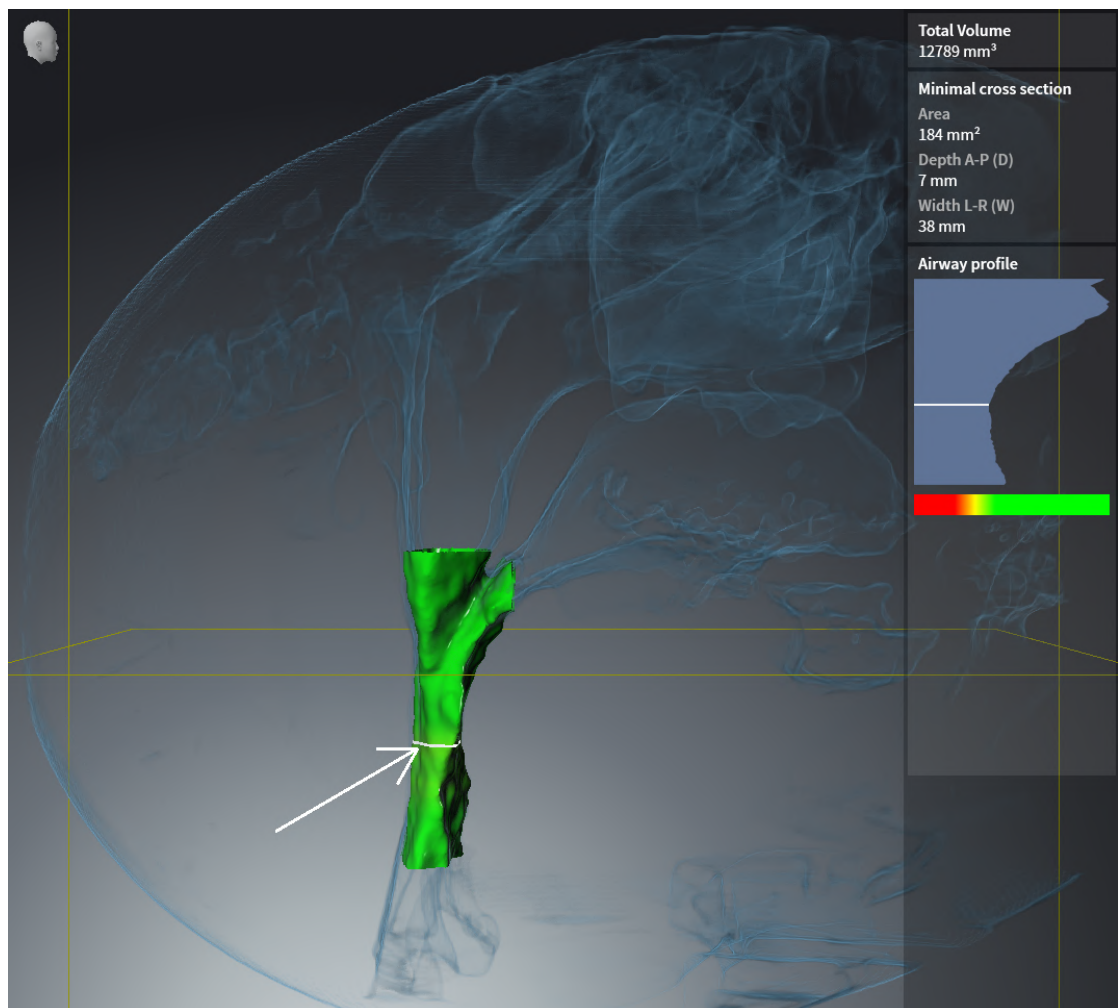 Total Volume
12789 mm³
Minimal cross section
Area
184 mm²
Depth A-P (D)
7 mm
Width L-R (W)
38 mm
Airway profile